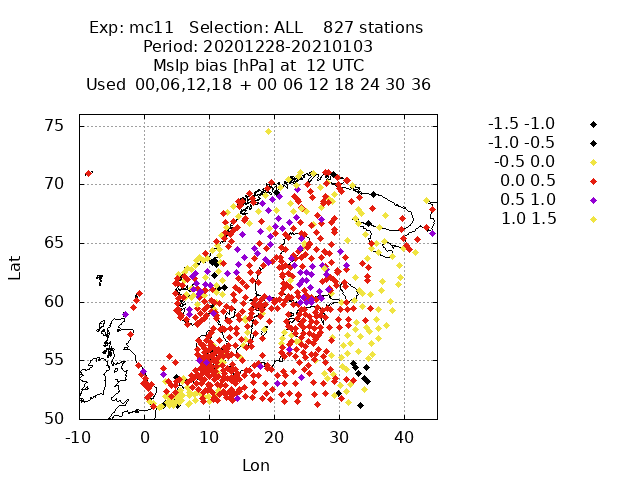 Exp: mc11   Selection: ALL    827 stations
Period: 20201228-20210103
Mslp bias [hPa] at  12 UTC
Used  00,06,12,18  + 00 06 12 18 24 30 36
-1.5 -1.0
-1.0 -0.5
-0.5 0.0
0.0 0.5
0.5 1.0
1.0 1.5
75
70
65
60
55
50
Lat
-10 0 10 20 30 40
Lon